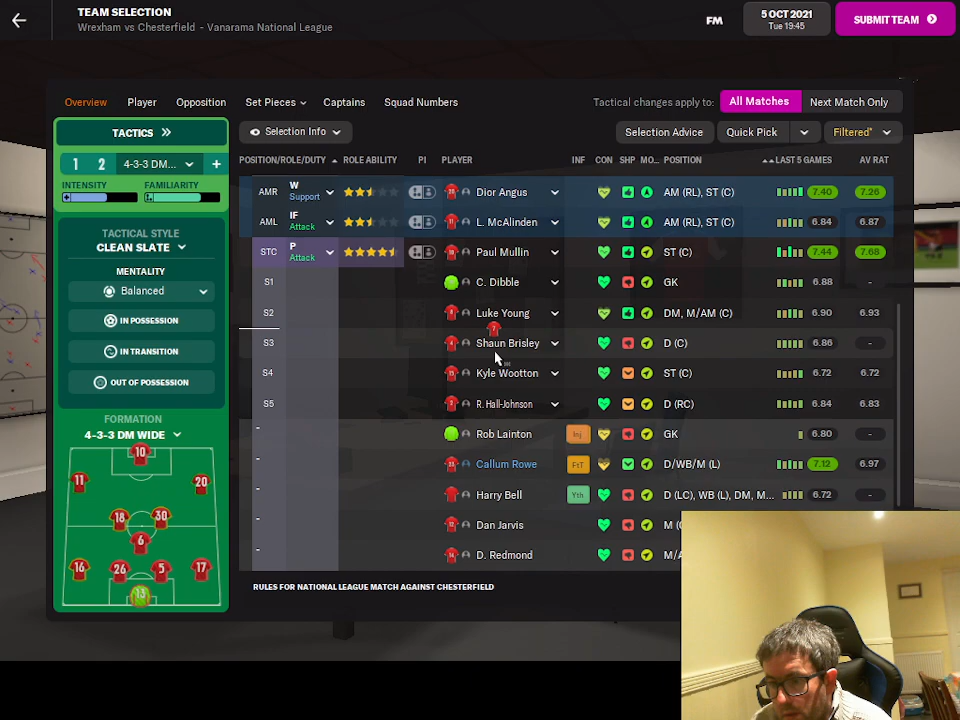 TEAM SELECTION
Wrexham vs Chesterfield - Vanarama National League
FM
5 OCT 2021
Tue 19:45
SUBMIT TEAM
Overview Player Opposition Set Pieces Captains Squad Numbers
Tactical changes apply to: All Matches Next Match Only
TACTICS
Selection Info Selection Advice Quick Pick Filtered*
1 2 4-3-3 DM... +
POSITION/ROLE/DUTY ROLE ABILITY PI PLAYER INF CON SHP MO... POSITION LAST 5 GAMES AV RAT
INTENSITY FAMILIARITY
AMR W Support Dior Angus AM (RL), ST (C) 7.40 7.26
AML IF Attack L. McAlinden AM (RL), ST (C) 6.84 6.87
STC P Attack Paul Mullin ST (C) 7.44 7.68
S1 C. Dibble GK 6.88 -
S2 Luke Young DM, M/AM (C) 6.90 6.93
S3 Shaun Brisley D (C) 6.86 -
S4 Kyle Wootton ST (C) 6.72 6.72
S5 R. Hall-Johnson D (RC) 6.84 6.83
- Rob Lainton Inj GK 6.80 -
- Callum Rowe FtT D/WB/M (L) 7.12 6.97
- Harry Bell Yth D (LC), WB (L), DM, M... 6.72 -
- Dan Jarvis M (
- D. Redmond M/A
TACTICAL STYLE
CLEAN SLATE
MENTALITY
Balanced
IN POSSESSION
IN TRANSITION
OUT OF POSSESSION
FORMATION
4-3-3 DM WIDE
10
11 20
18 30
6
16 26 5 17
13
RULES FOR NATIONAL LEAGUE MATCH AGAINST CHESTERFIELD